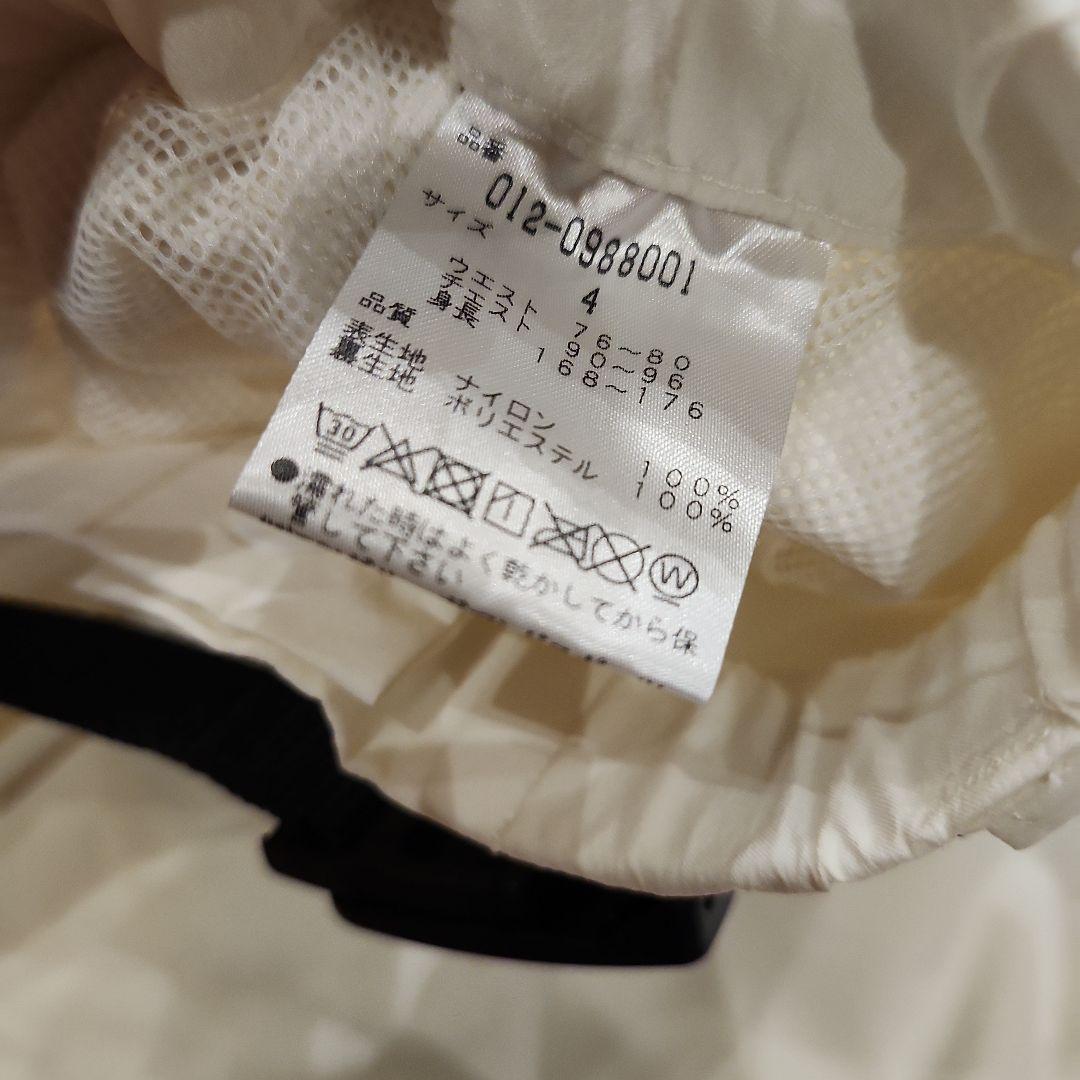 品番
012-0988001
サイズ 4
ウエスト 76~80
チェスト 90~96
身長 168~176
品質
表生地 ナイロン 100%
裏生地 ポリエステル 100%
30
W
●濡れた時はよく乾かしてから保
管して下さい